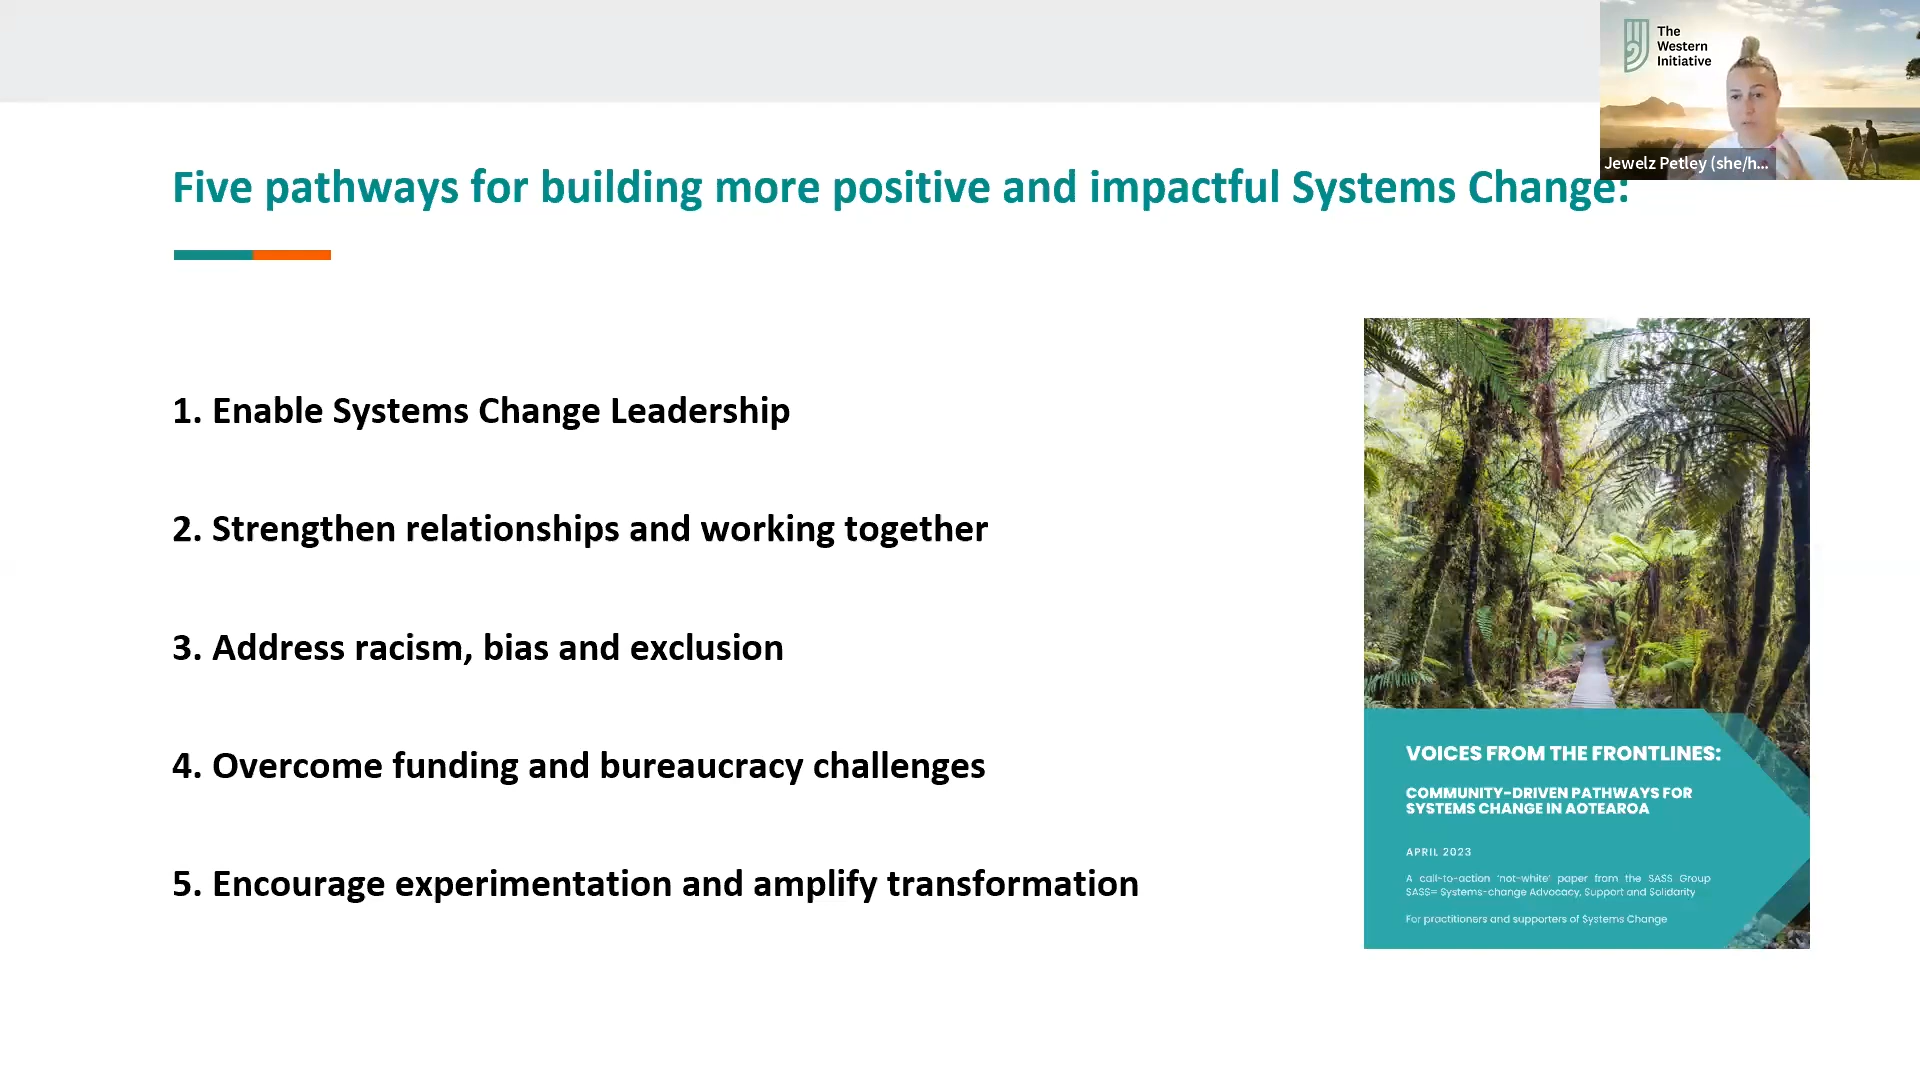 The
Western
Initiative
Jewelz Petley (she/h...
Five pathways for building more positive and impactful Systems Change:
1. Enable Systems Change Leadership
2. Strengthen relationships and working together
3. Address racism, bias and exclusion
4. Overcome funding and bureaucracy challenges
5. Encourage experimentation and amplify transformation
VOICES FROM THE FRONTLINES:
COMMUNITY-DRIVEN PATHWAYS FOR
SYSTEMS CHANGE IN AOTEAROA
APRIL 2023
A call-to-action 'not-white' paper from the SASS Group
SASS= Systems-change Advocacy, Support and Solidarity
For practitioners and supporters of Systems Change